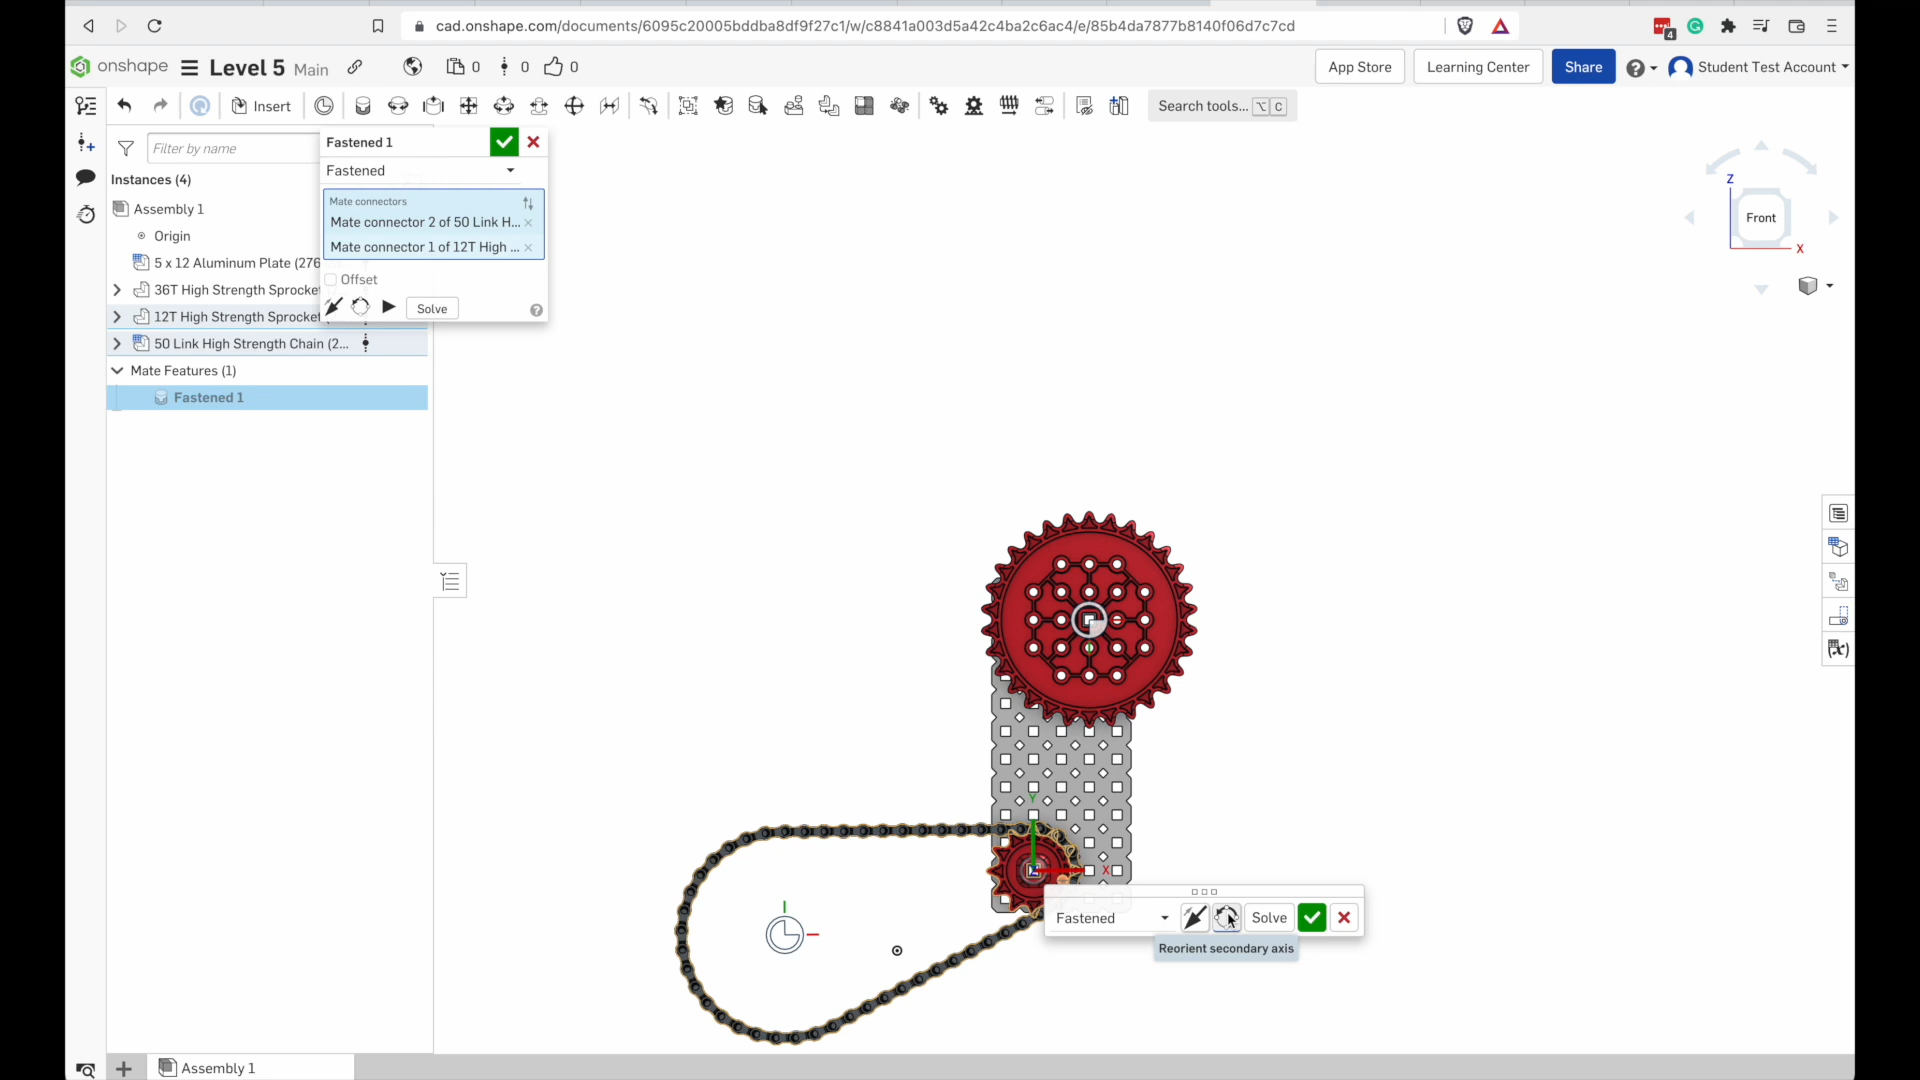 cad.onshape.com/documents/6095c20005bddba8df9f27c1/w/c8841a003d5a42c4ba2c6ac4/e/85b4da7877b8140f06d7c7cd
4
onshape Level 5 Main 0 0 0 App Store Learning Center Share Student Test Account
Insert Search tools... ⌥ C
Filter by name
Instances (4)
Assembly 1
Origin
5 x 12 Aluminum Plate (276
36T High Strength Sprocket
12T High Strength Sprocket
50 Link High Strength Chain (2...
Mate Features (1)
Fastened 1
Fastened 1
Fastened
Mate connectors
Mate connector 2 of 50 Link H...
Mate connector 1 of 12T High ...
Offset
Solve
Z
Front
X
Y
X
Z
Fastened Solve
Reorient secondary axis
Assembly 1